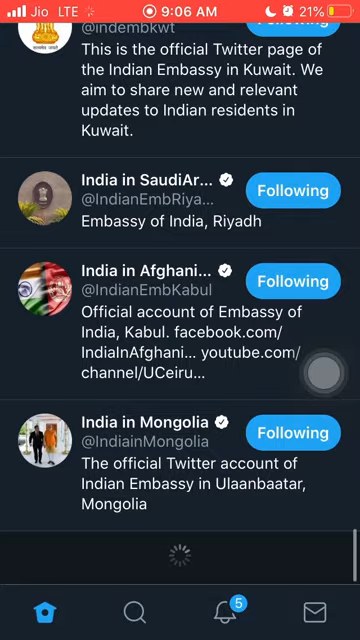 Jio LTE 9:06 AM 21%
@indembkwt
Following
This is the official Twitter page of
the Indian Embassy in Kuwait. We
aim to share new and relevant
updates to Indian residents in
Kuwait.
India in SaudiAr...
@IndianEmbRiya...
Following
Embassy of India, Riyadh
India in Afghani...
@IndianEmbKabul
Following
Official account of Embassy of
India, Kabul. facebook.com/
IndiaInAfghani... youtube.com/
channel/UCeiru...
India in Mongolia
@IndiainMongolia
Following
The official Twitter account of
Indian Embassy in Ulaanbaatar,
Mongolia
5